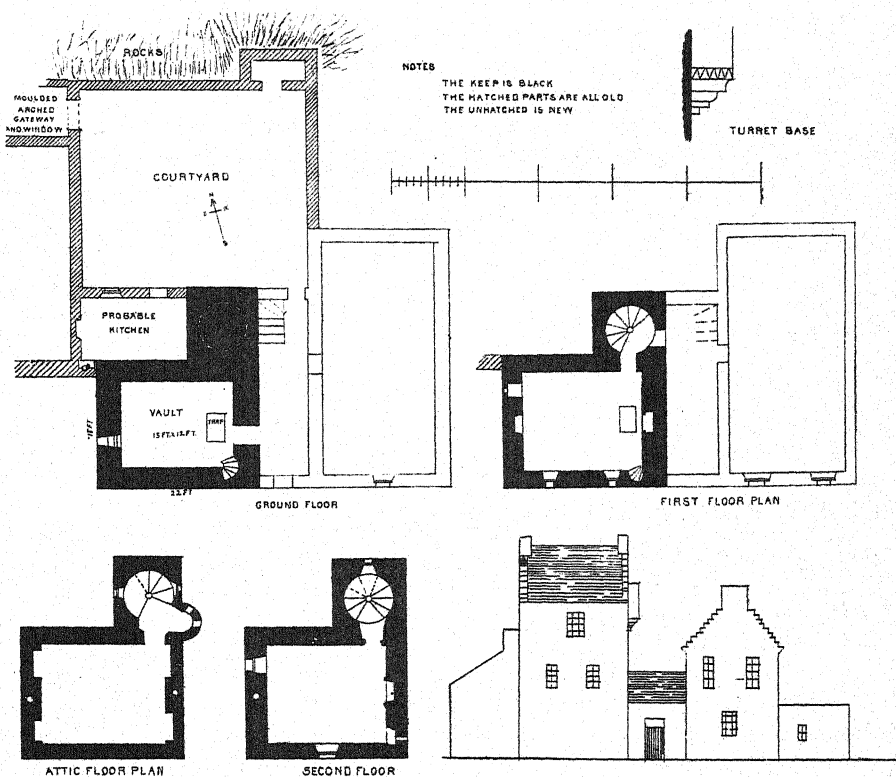 ROCKS
NOTES
THE KEEP IS BLACK
THE HATCHED PARTS ARE ALL OLD
THE UNHATCHED IS NEW
TURRET BASE
MOULDED
ARCHED
GATEWAY
AND WINDOW
COURTYARD
N
PROBABLE
KITCHEN
VAULT
TRAP
15 FT. X 12 FT.
18 FT
22 FT
GROUND FLOOR
FIRST FLOOR PLAN
ATTIC FLOOR PLAN
SECOND FLOOR